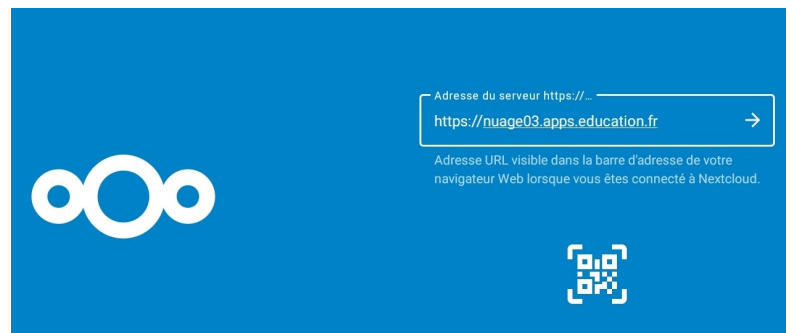 Adresse du serveur https://...
https://nuage03.apps.education.fr
Adresse URL visible dans la barre d'adresse de votre
navigateur Web lorsque vous êtes connecté à Nextcloud.